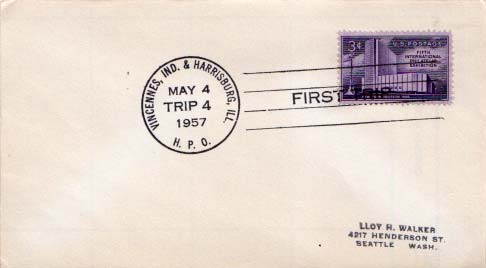 VINCENNES, IND. & HARRISBURG, ILL.
MAY 4
TRIP 4
1957
H. P. O.
FIRST TRIP
3¢
U.S. POSTAGE
FIFTH
INTERNATIONAL
PHILATELIC
EXHIBITION
LLOY H. WALKER
4217 HENDERSON ST.
SEATTLE WASH.